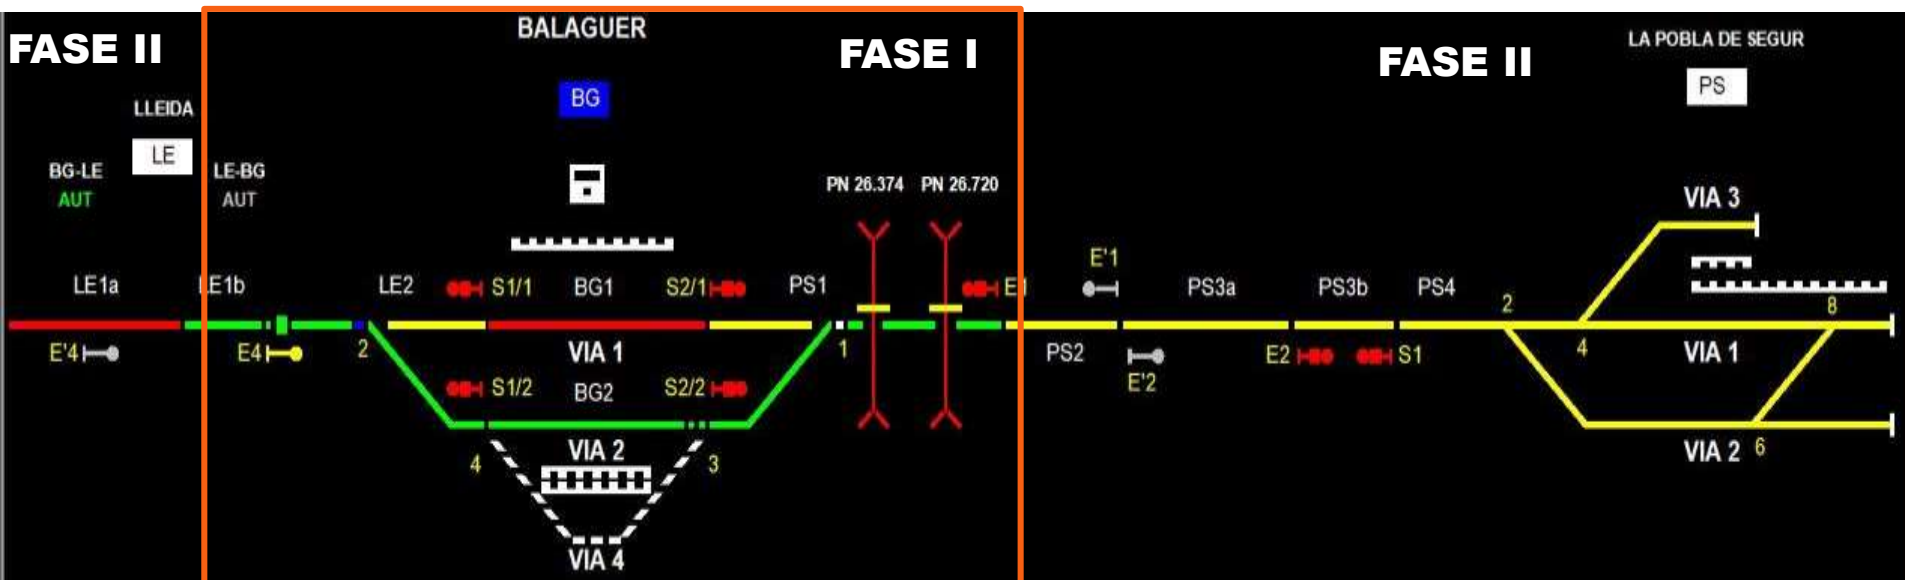 BALAGUER
FASE II
FASE I
FASE II
LA POBLA DE SEGUR
BG
PS
LLEIDA
LE
BG-LE
AUT
LE-BG
AUT
PN 26.374
PN 26.720
VIA 3
LE1a
LE1b
LE2
S1/1
BG1
S2/1
PS1
E1
E'1
PS3a
PS3b
PS4
2
8
E'4
E4
2
VIA 1
1
PS2
E'2
E2
S1
4
VIA 1
S1/2
BG2
S2/2
4
VIA 2
3
VIA 2
6
VIA 4